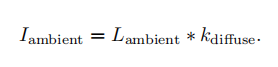 I_ambient = L_ambient * k_diffuse.